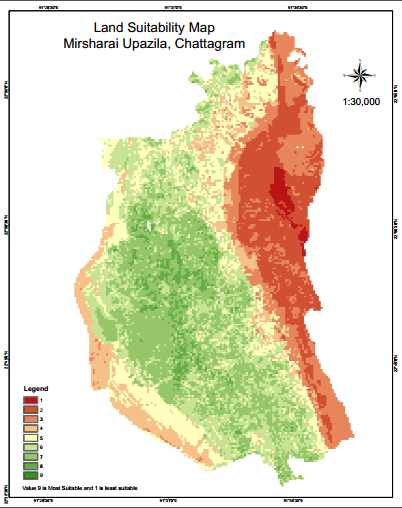 Land Suitability Map
Mirsharai Upazila, Chattagram
1:30,000
Legend
1
2
3
4
5
6
7
8
9
Value 9 is Most Suitable and 1 is least suitable